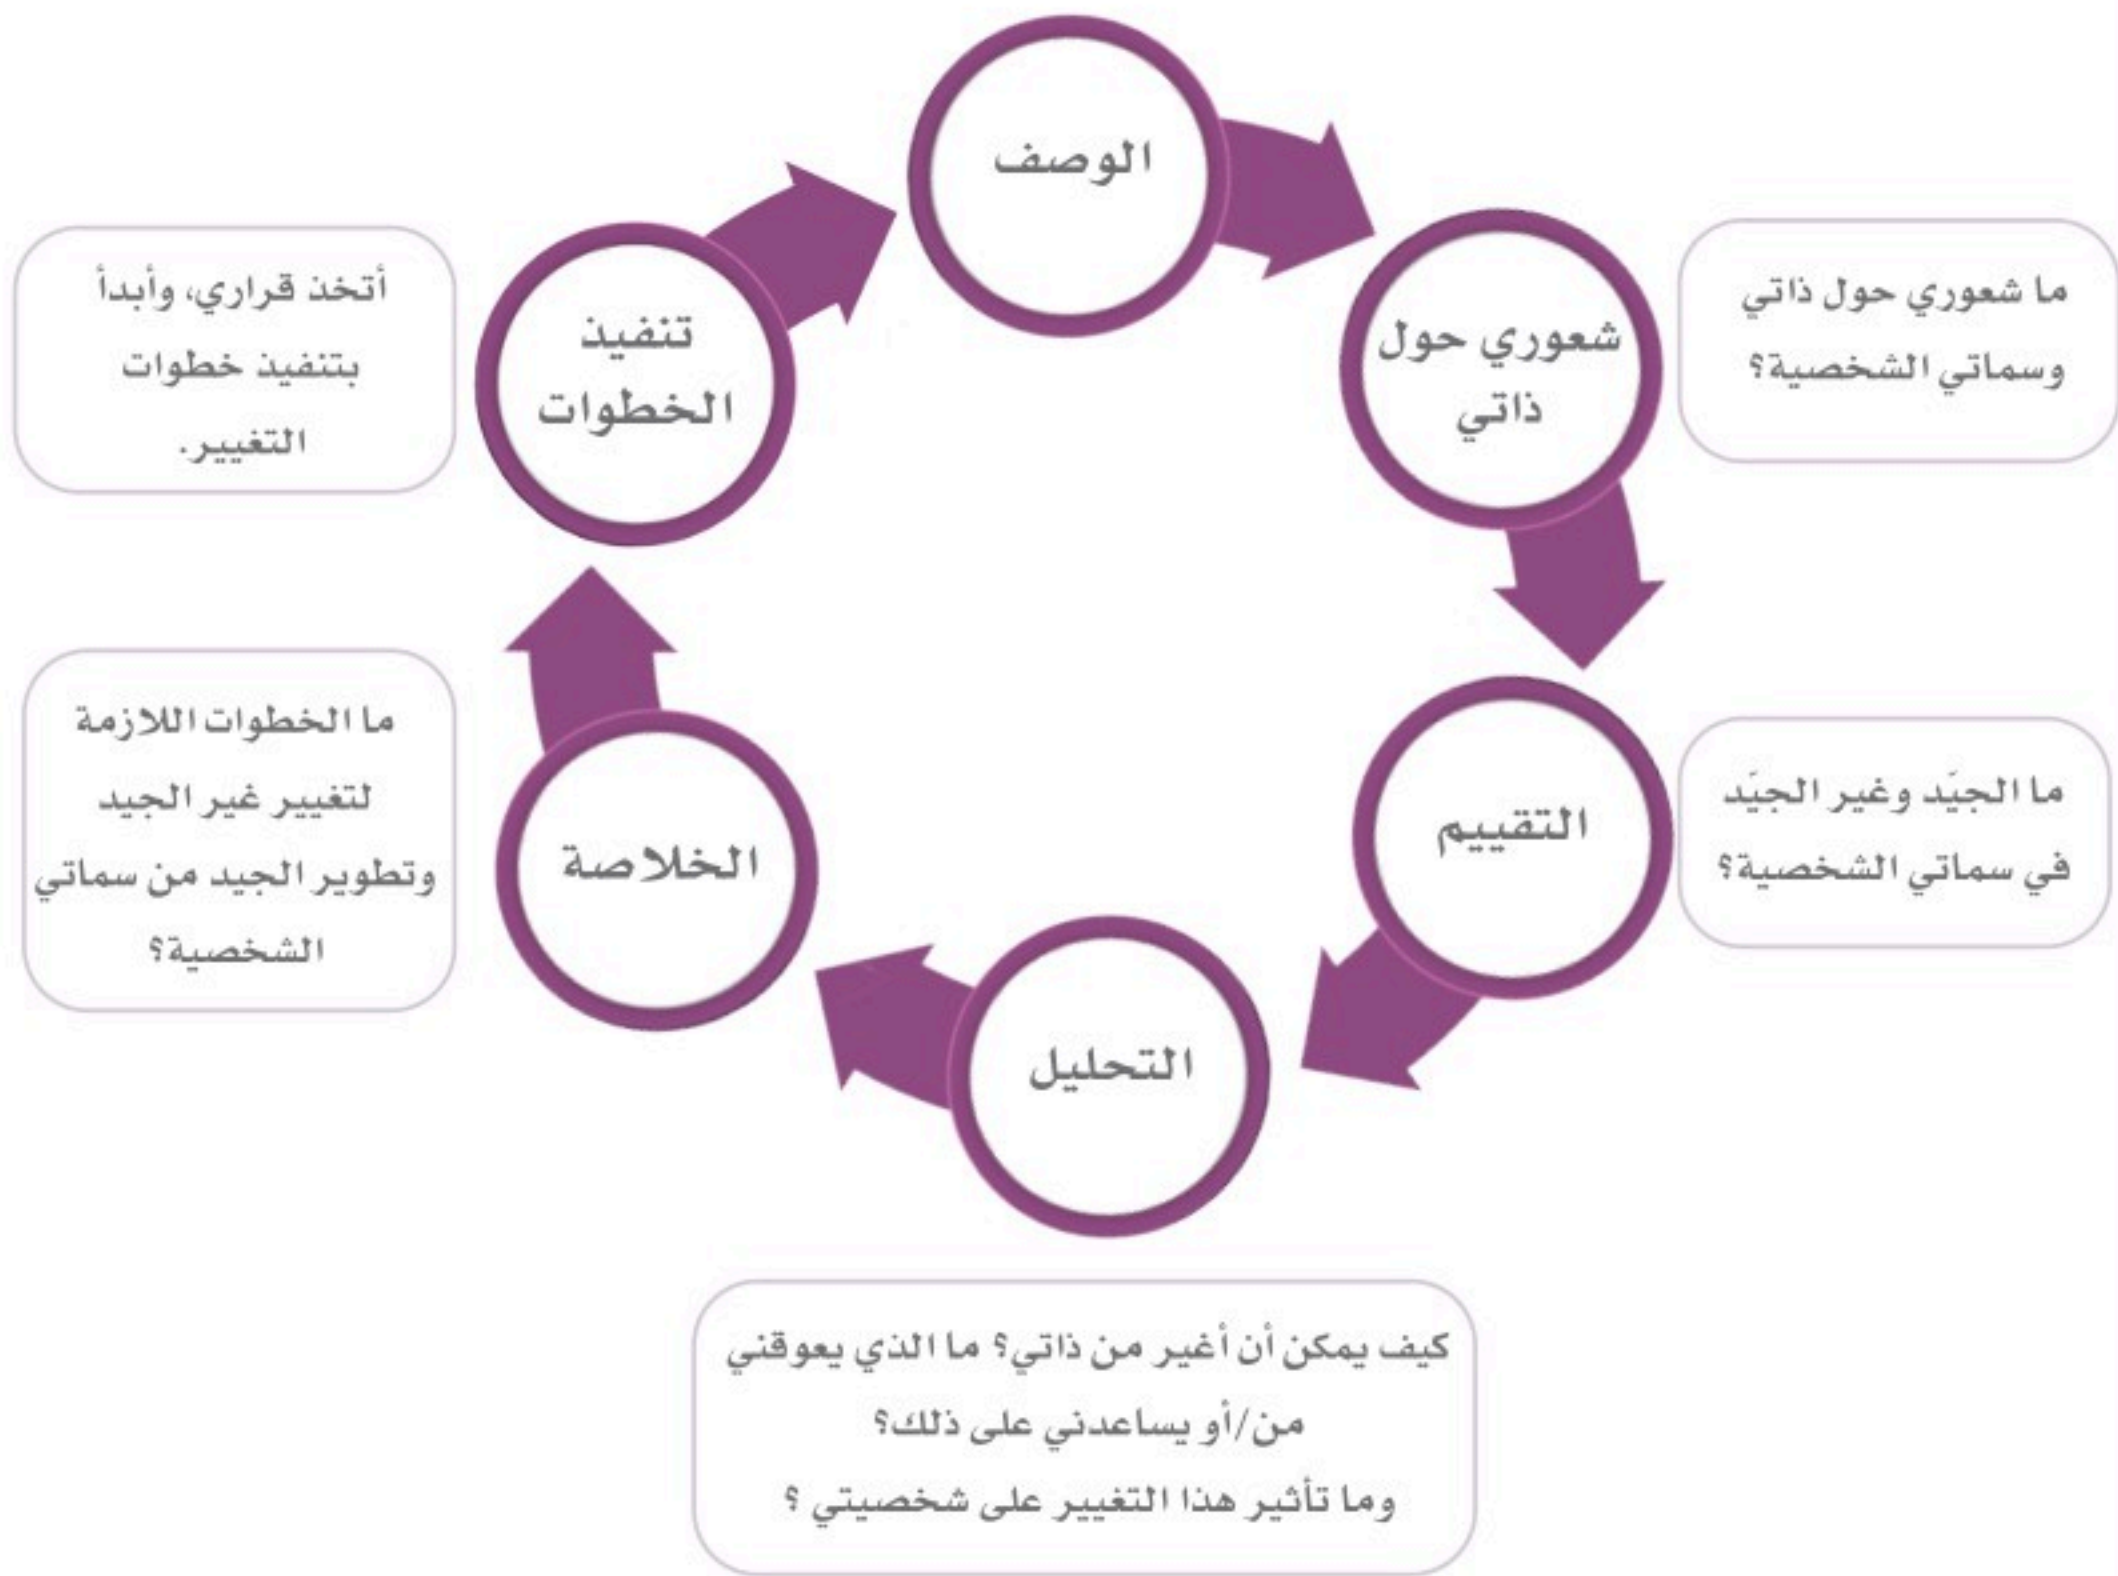 الوصف
شعوري حول
ذاتي
ما شعوري حول ذاتي
وسماتي الشخصية؟
التقييم
ما الجيَد وغير الجيَد
في سماتي الشخصية؟
التحليل
كيف يمكن أن أغير من ذاتي؟ ما الذي يعوقني
من/أو يساعدني على ذلك؟
وما تأثير هذا التغيير على شخصيتي ؟
الخلاصة
ما الخطوات اللازمة
لتغيير غير الجيد
وتطوير الجيد من سماتي
الشخصية؟
تنفيذ
الخطوات
أتخذ قراري، وأبدأ
بتنفيذ خطوات
التغيير.